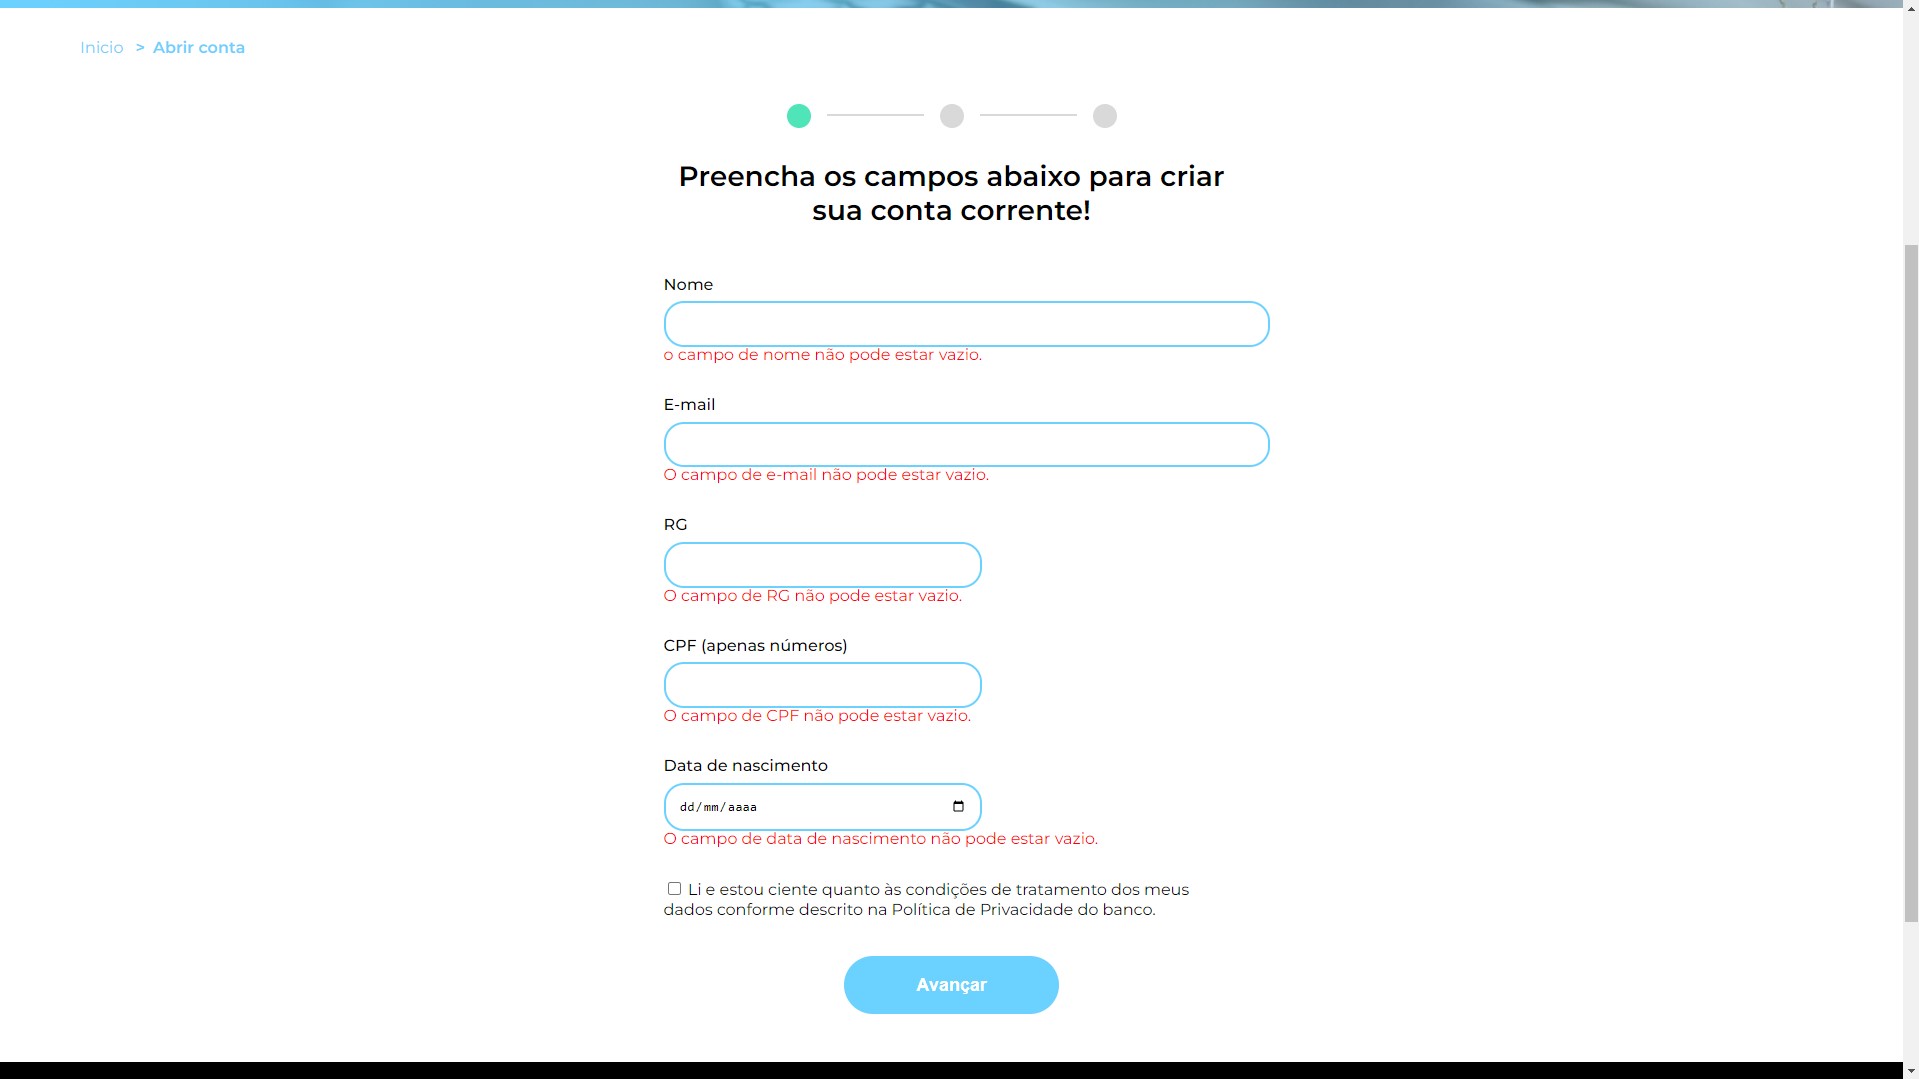 Inicio > Abrir conta
Preencha os campos abaixo para criar
sua conta corrente!
Nome
o campo de nome não pode estar vazio.
E-mail
O campo de e-mail não pode estar vazio.
RG
O campo de RG não pode estar vazio.
CPF (apenas números)
O campo de CPF não pode estar vazio.
Data de nascimento
dd/mm/aaaa
O campo de data de nascimento não pode estar vazio.
Li e estou ciente quanto às condições de tratamento dos meus
dados conforme descrito na Política de Privacidade do banco.
Avançar